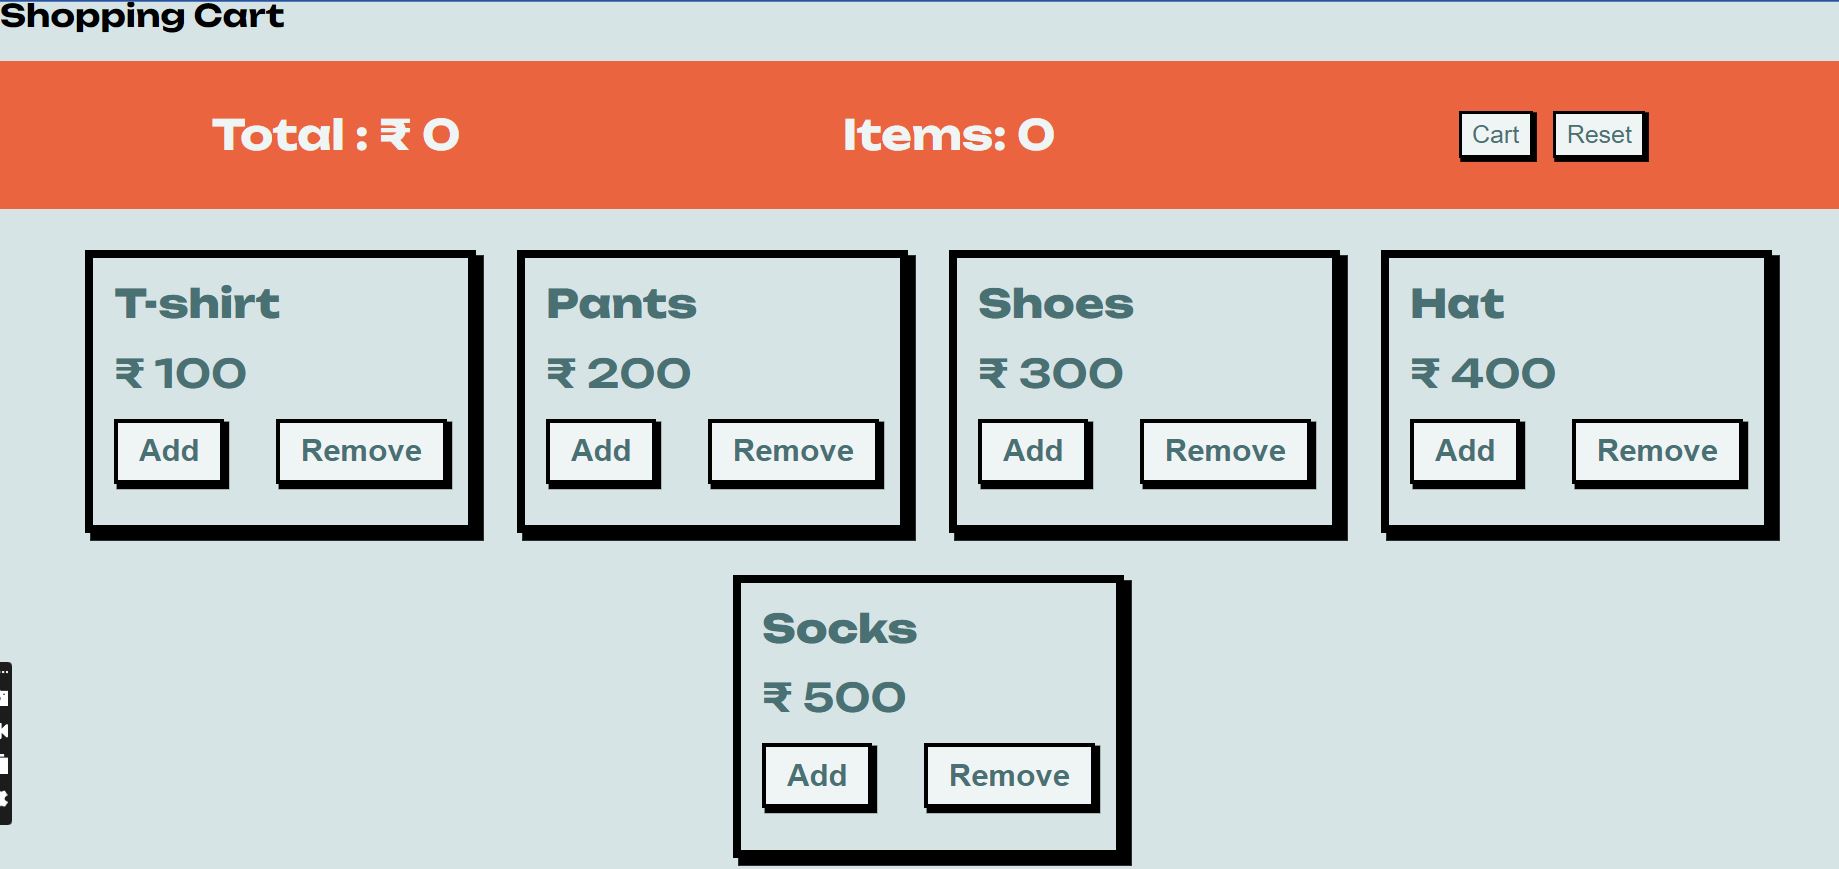 Shopping Cart
Total : ₹ 0
Items: 0
Cart
Reset
T-shirt
₹ 100
Add
Remove
Pants
₹ 200
Add
Remove
Shoes
₹ 300
Add
Remove
Hat
₹ 400
Add
Remove
Socks
₹ 500
Add
Remove